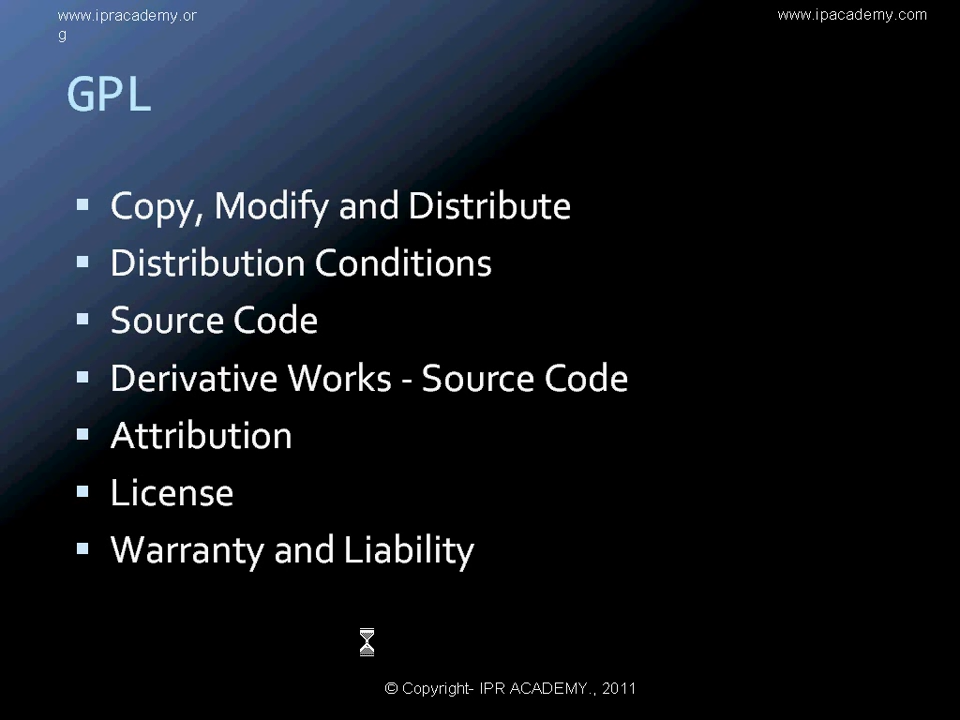 www.ipracademy.or
g
www.ipacademy.com
GPL
Copy, Modify and Distribute
Distribution Conditions
Source Code
Derivative Works - Source Code
Attribution
License
Warranty and Liability
© Copyright- IPR ACADEMY., 2011